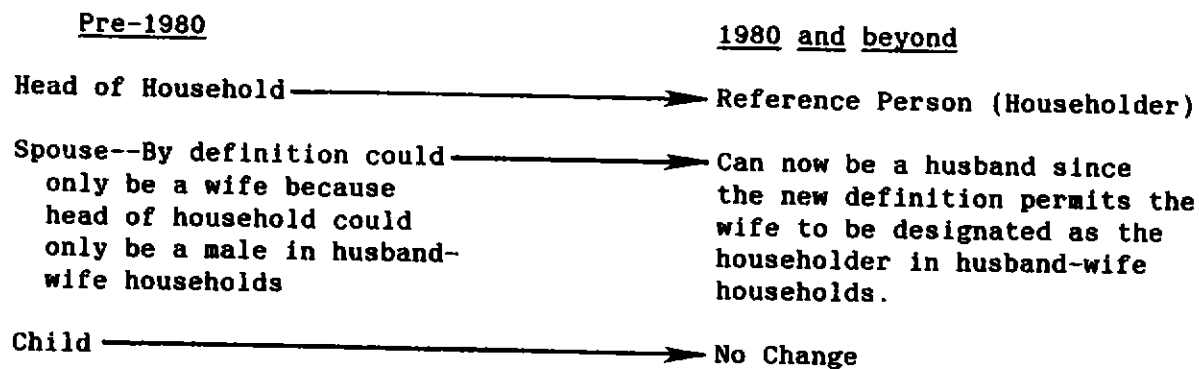 Pre-1980
1980 and beyond
Head of Household
Reference Person (Householder)
Spouse--By definition could
only be a wife because
head of household could
only be a male in husband-
wife households
Can now be a husband since
the new definition permits the
wife to be designated as the
householder in husband-wife
households.
Child
No Change